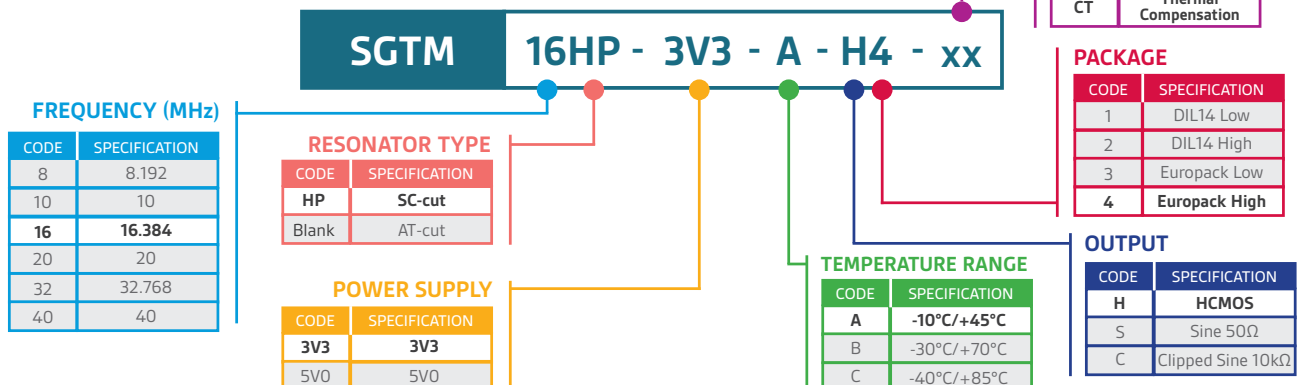 CT Thermal
Compensation
SGTM 16HP - 3V3 - A - H4 - xx
FREQUENCY (MHz)
CODE SPECIFICATION
8 8.192
10 10
16 16.384
20 20
32 32.768
40 40
RESONATOR TYPE
CODE SPECIFICATION
HP SC-cut
Blank AT-cut
POWER SUPPLY
CODE SPECIFICATION
3V3 3V3
5V0 5V0
TEMPERATURE RANGE
CODE SPECIFICATION
A -10°C/+45°C
B -30°C/+70°C
C -40°C/+85°C
PACKAGE
CODE SPECIFICATION
1 DIL14 Low
2 DIL14 High
3 Europack Low
4 Europack High
OUTPUT
CODE SPECIFICATION
H HCMOS
S Sine 50Ω
C Clipped Sine 10kΩ